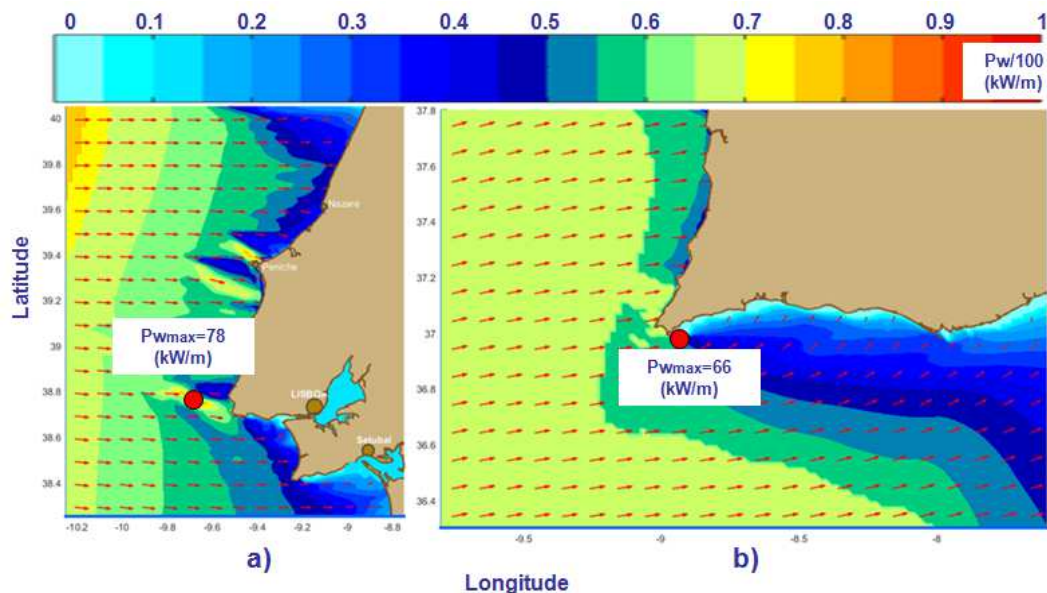 0 0.1 0.2 0.3 0.4 0.5 0.6 0.7 0.8 0.9 1
Pw/100
(kW/m)
Latitude
40
39.8
39.6
39.4
39.2
39
38.8
38.6
38.4
Nazare
Peniche
Pwmax=78
(kW/m)
LISBOA
Setubal
-10.2 -10 -9.8 -9.6 -9.4 -9.2 -9 -8.8
a)
37.8
37.6
37.4
37.2
37
36.8
36.6
36.4
Pwmax=66
(kW/m)
-9.5 -9 -8.5 -8
b)
Longitude